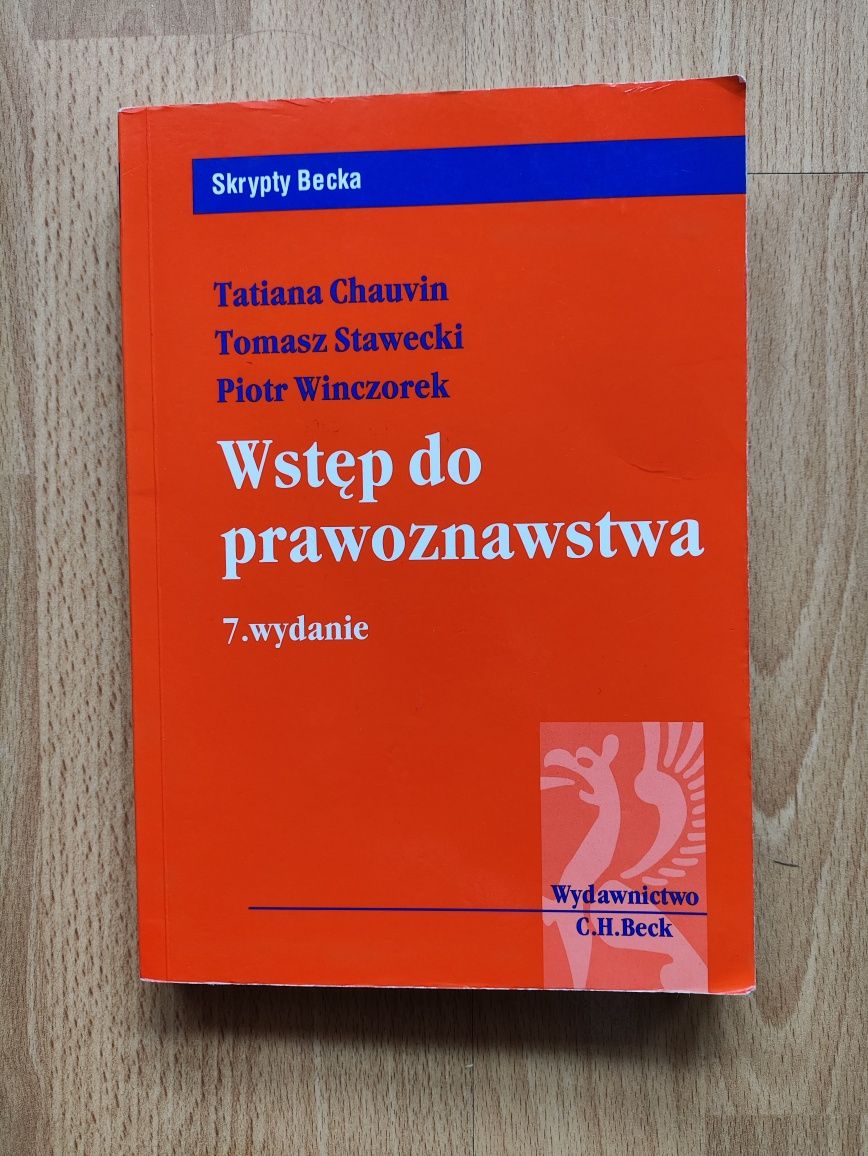 Skrypty Becka
Tatiana Chauvin
Tomasz Stawecki
Piotr Winczorek
Wstęp do
prawoznawstwa
7.wydanie
Wydawnictwo
C.H.Beck